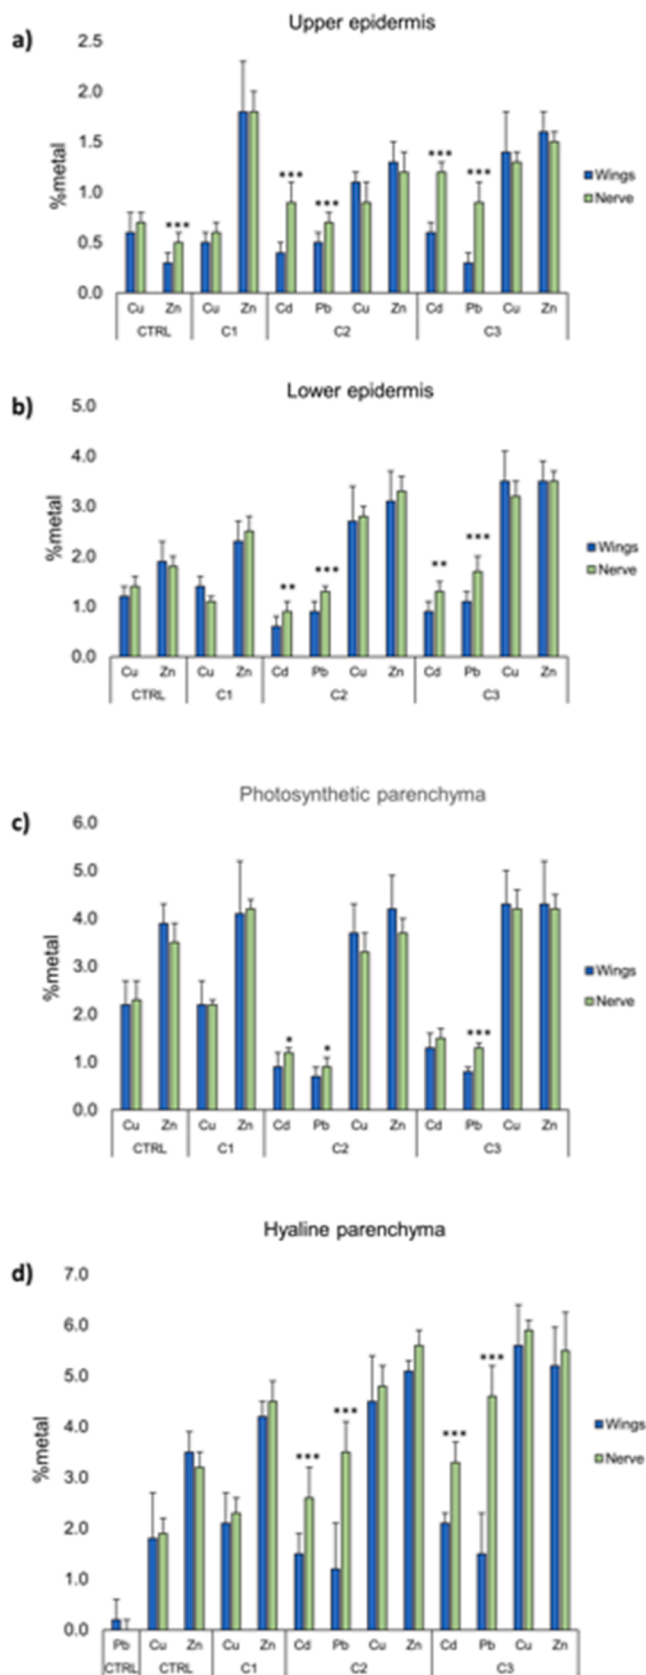 a)
Upper epidermis
2.5
2.0
1.5
1.0
0.5
0.0
%metal
*** *** *** *** ***
Wings
Nerve
Cu Zn Cu Zn Cd Pb Cu Zn Cd Pb Cu Zn
CTRL C1 C2 C3
b)
Lower epidermis
5.0
4.0
3.0
2.0
1.0
0.0
%metal
** *** ** ***
Wings
Nerve
Cu Zn Cu Zn Cd Pb Cu Zn Cd Pb Cu Zn
CTRL C1 C2 C3
c)
Photosynthetic parenchyma
6.0
5.0
4.0
3.0
2.0
1.0
0.0
%metal
* * ***
Wings
Nerve
Cu Zn Cu Zn Cd Pb Cu Zn Cd Pb Cu Zn
CTRL C1 C2 C3
d)
Hyaline parenchyma
7.0
6.0
5.0
4.0
3.0
2.0
1.0
0.0
%metal
*** *** *** ***
Wings
Nerve
Pb Cu Zn Cu Zn Cd Pb Cu Zn Cd Pb Cu Zn
CTRL CTRL C1 C2 C3